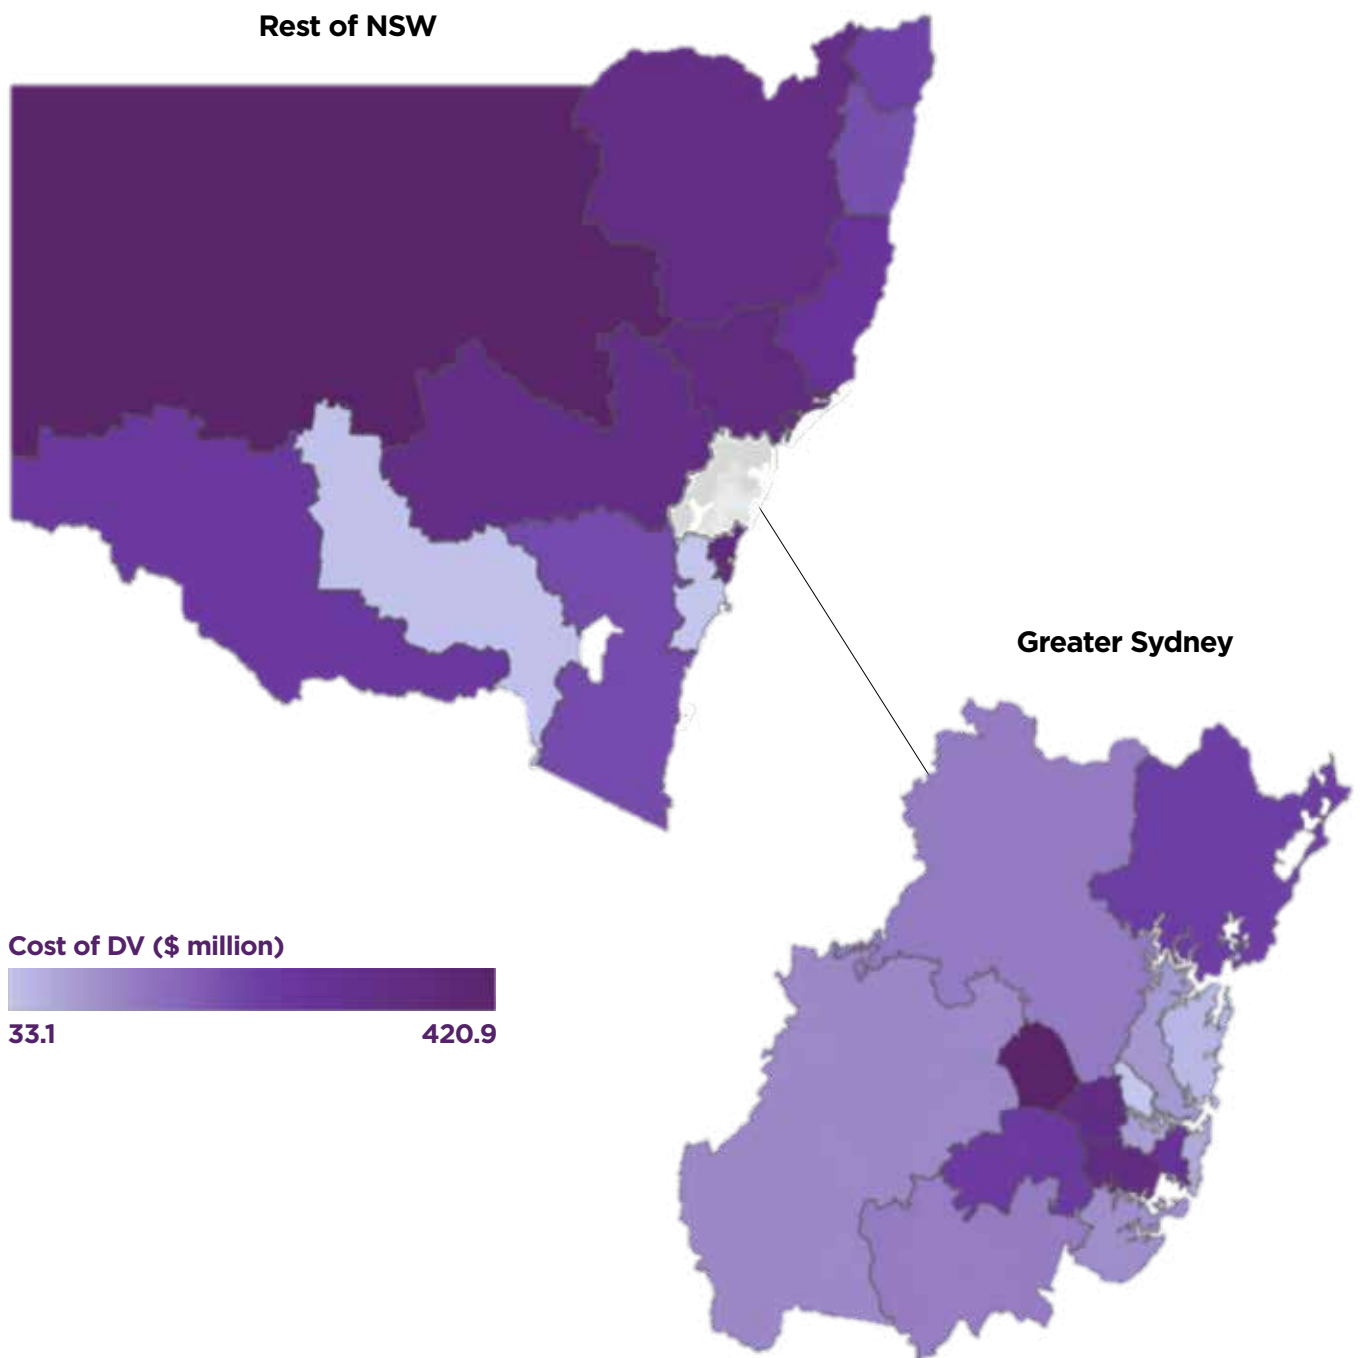 Rest of NSW
Greater Sydney
Cost of DV ($ million)
33.1 420.9